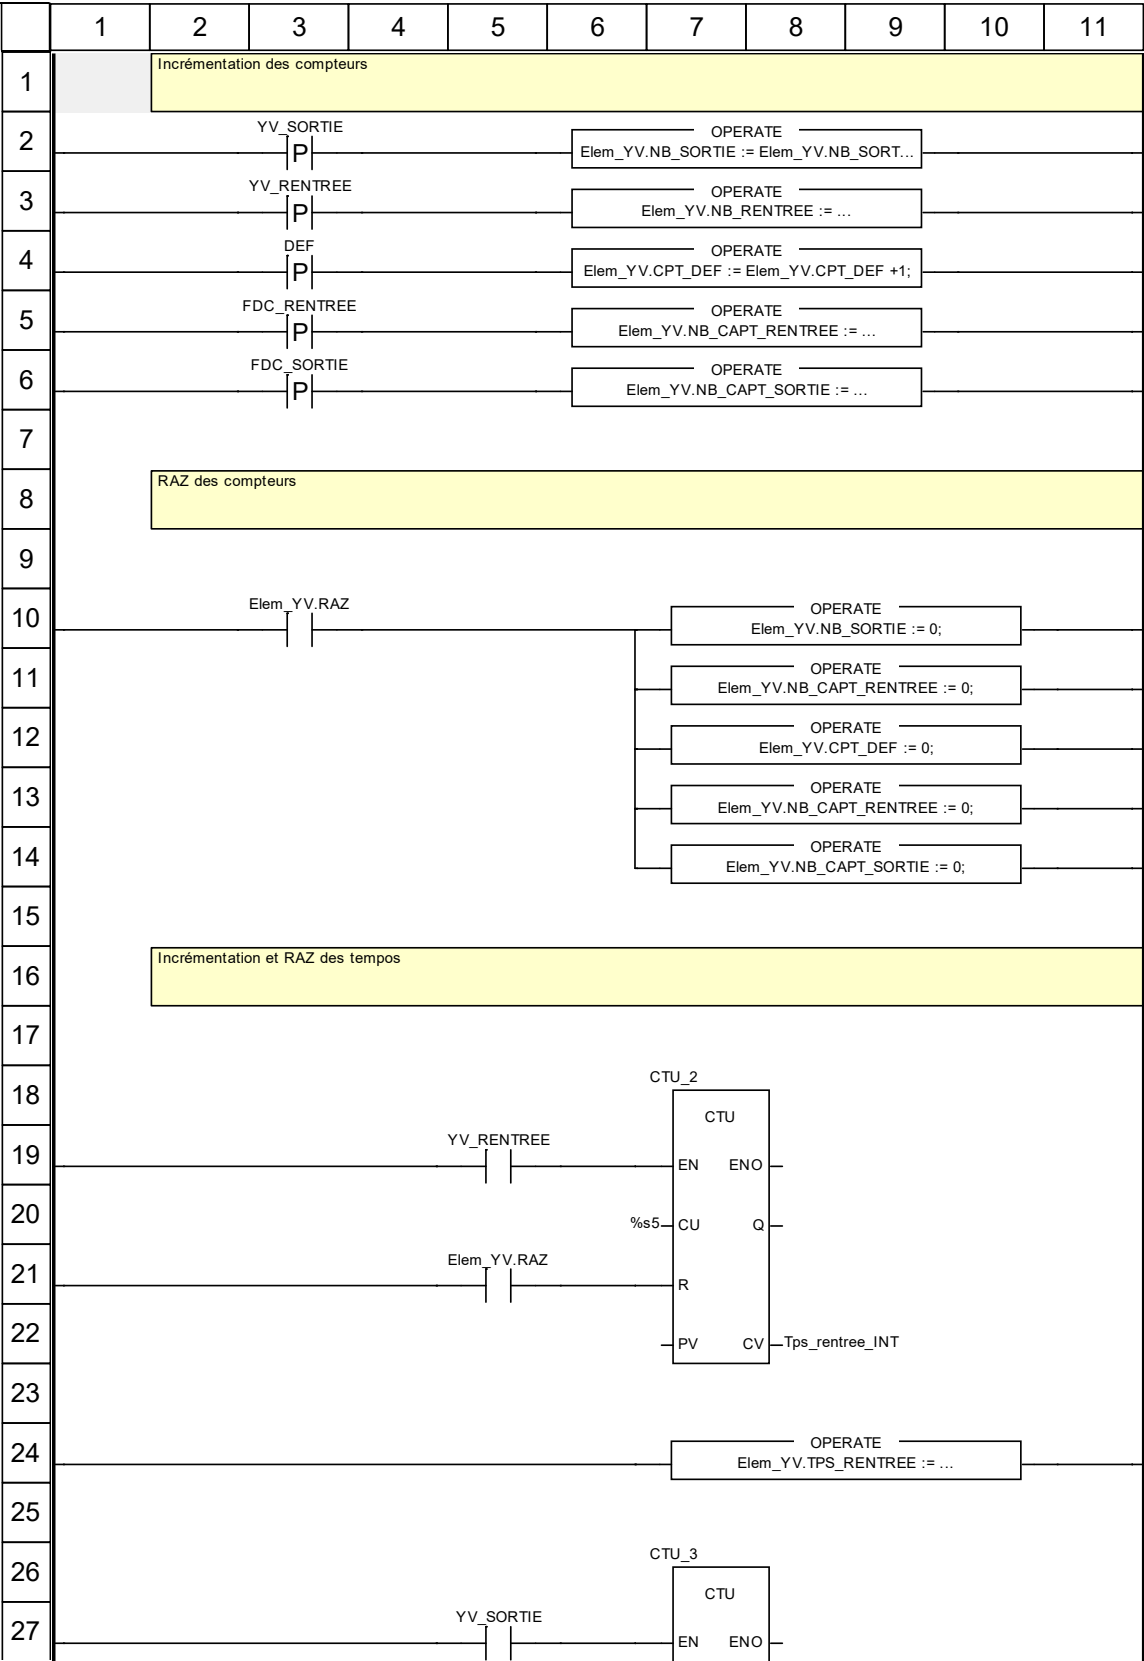 1 2 3 4 5 6 7 8 9 10 11
1
Incrémentation des compteurs
2
YV_SORTIE
P
OPERATE
Elem_YV.NB_SORTIE := Elem_YV.NB_SORT...
3
YV_RENTREE
P
OPERATE
Elem_YV.NB_RENTREE := ...
4
DEF
P
OPERATE
Elem_YV.CPT_DEF := Elem_YV.CPT_DEF +1;
5
FDC_RENTREE
P
OPERATE
Elem_YV.NB_CAPT_RENTREE := ...
6
FDC_SORTIE
P
OPERATE
Elem_YV.NB_CAPT_SORTIE := ...
7
8
RAZ des compteurs
9
10
Elem_YV.RAZ
OPERATE
Elem_YV.NB_SORTIE := 0;
11
OPERATE
Elem_YV.NB_CAPT_RENTREE := 0;
12
OPERATE
Elem_YV.CPT_DEF := 0;
13
OPERATE
Elem_YV.NB_CAPT_RENTREE := 0;
14
OPERATE
Elem_YV.NB_CAPT_SORTIE := 0;
15
16
Incrémentation et RAZ des tempos
17
18
CTU_2
CTU
19
YV_RENTREE
EN ENO
20
%s5 CU Q
21
Elem_YV.RAZ
R
22
PV CV Tps_rentree_INT
23
24
OPERATE
Elem_YV.TPS_RENTREE := ...
25
26
CTU_3
CTU
27
YV_SORTIE
EN ENO